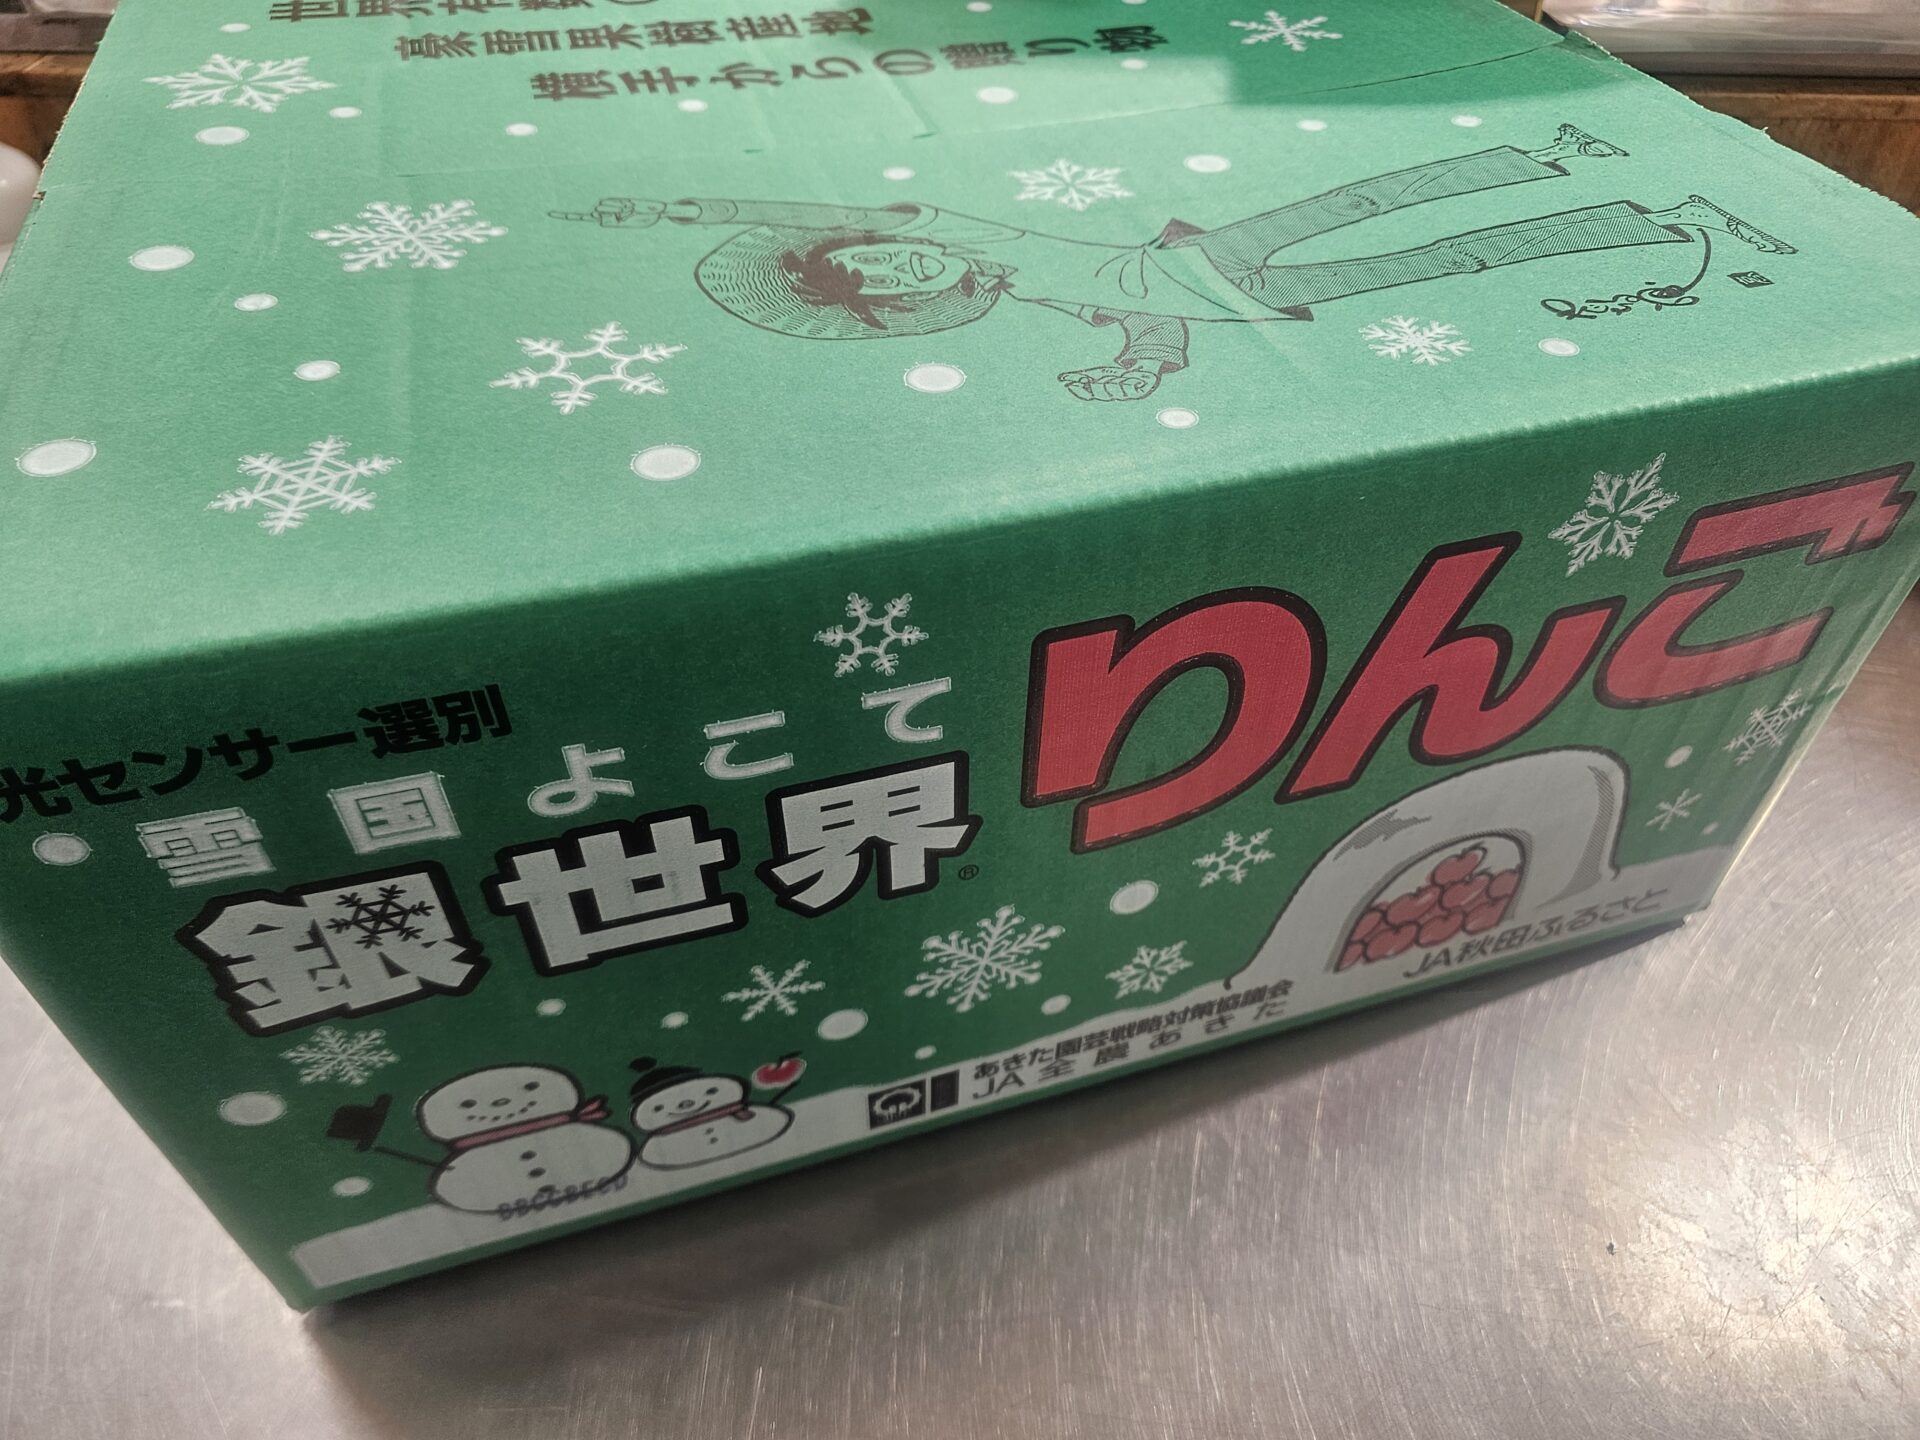 豪雪果樹産地
横手からの贈り物
光センサー選別
雪国よこて
銀世界®
りんご
JA秋田ふるさと
あきた園芸戦略対策協議会
JA全農あきた